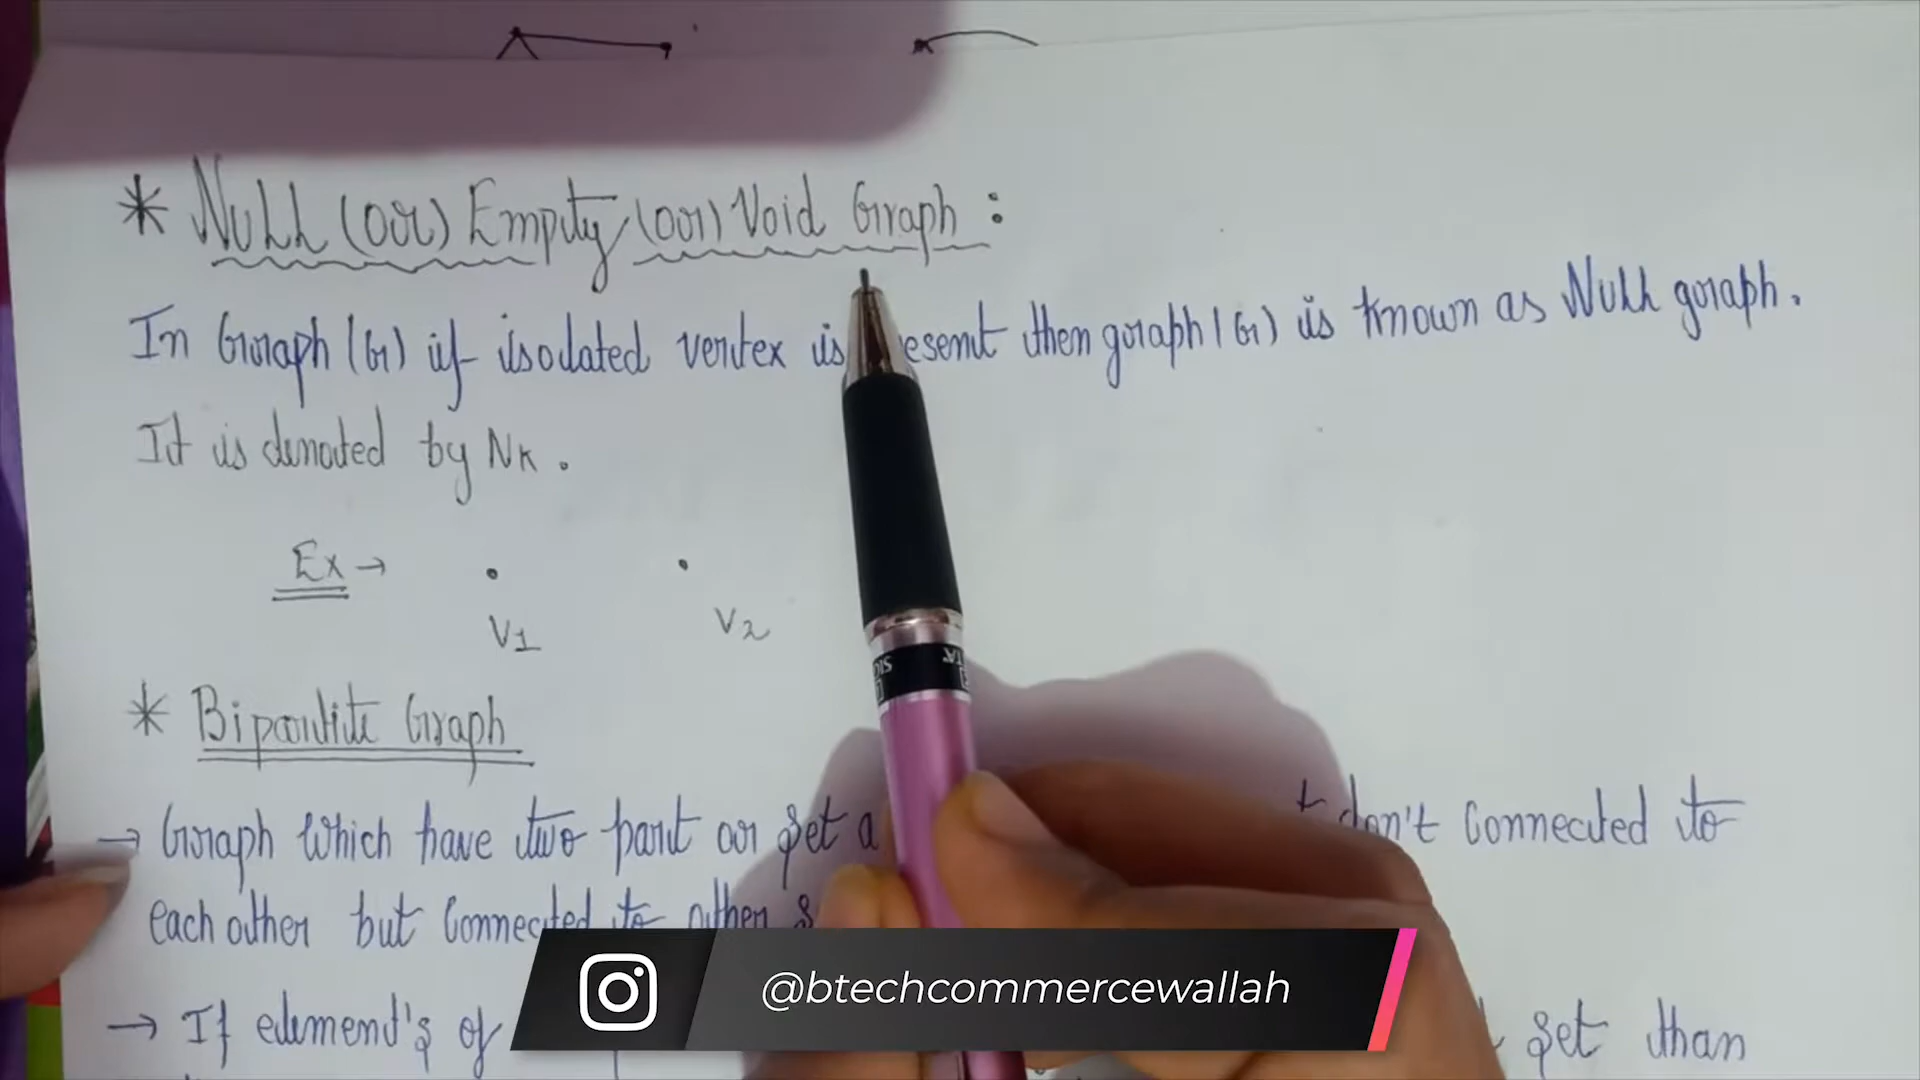 * Null (or) Empty (or) Void Graph :
In Graph (G) if isolated vertex is present then graph (G) is known as Null graph.
It is denoted by NK.
Ex →
V1 V2
* Bipartite Graph
→ Graph which have two part or set a don't connected to
each other but connected to other s
→ If elemend's of set than
@btechcommercewallah